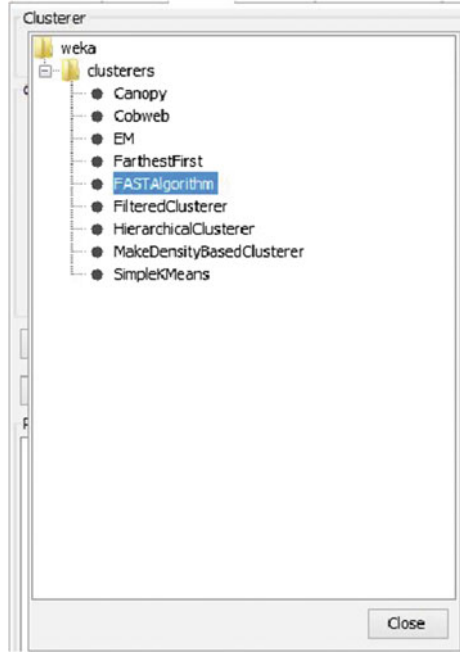 Clusterer
weka
clusterers
Canopy
Cobweb
EM
FarthestFirst
FASTAlgorithm
FilteredClusterer
HierarchicalClusterer
MakeDensityBasedClusterer
SimpleKMeans
Close